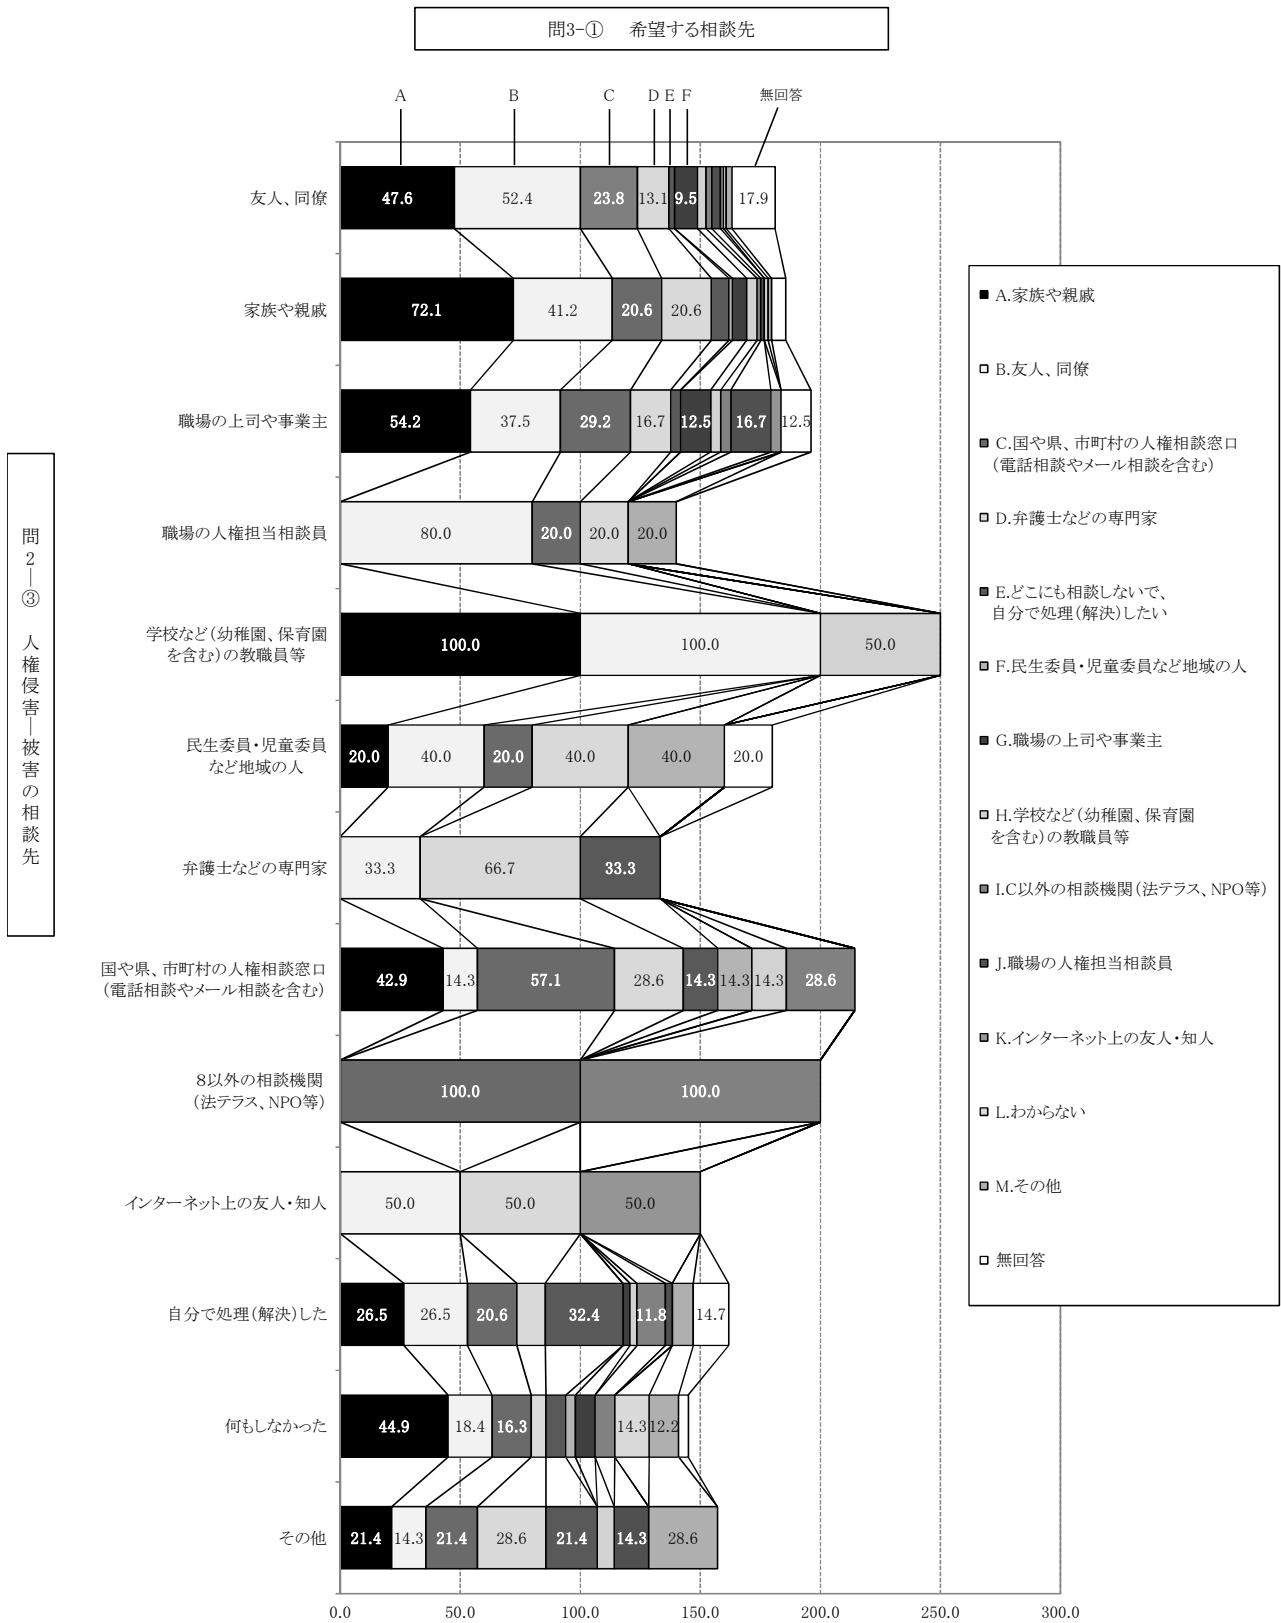 問3-① 希望する相談先
A B C D E F 無回答
友人、同僚 47.6 52.4 23.8 13.1 9.5 17.9
家族や親戚 72.1 41.2 20.6 20.6
職場の上司や事業主 54.2 37.5 29.2 16.7 12.5 16.7 12.5
職場の人権担当相談員 80.0 20.0 20.0 20.0
学校など(幼稚園、保育園
を含む)の教職員等 100.0 100.0 50.0
民生委員・児童委員
など地域の人 20.0 40.0 20.0 40.0 40.0 20.0
弁護士などの専門家 33.3 66.7 33.3
国や県、市町村の人権相談窓口
(電話相談やメール相談を含む) 42.9 14.3 57.1 28.6 14.3 14.3 14.3 28.6
8以外の相談機関
(法テラス、NPO等) 100.0 100.0
インターネット上の友人・知人 50.0 50.0 50.0
自分で処理(解決)した 26.5 26.5 20.6 32.4 11.8 14.7
何もしなかった 44.9 18.4 16.3 14.3 12.2
その他 21.4 14.3 21.4 28.6 21.4 14.3 28.6
0.0 50.0 100.0 150.0 200.0 250.0 300.0
問2―③ 人権侵害―被害の相談先
A.家族や親戚
B.友人、同僚
C.国や県、市町村の人権相談窓口
(電話相談やメール相談を含む)
D.弁護士などの専門家
E.どこにも相談しないで、
自分で処理(解決)したい
F.民生委員・児童委員など地域の人
G.職場の上司や事業主
H.学校など(幼稚園、保育園
を含む)の教職員等
I.C以外の相談機関(法テラス、NPO等)
J.職場の人権担当相談員
K.インターネット上の友人・知人
L.わからない
M.その他
無回答